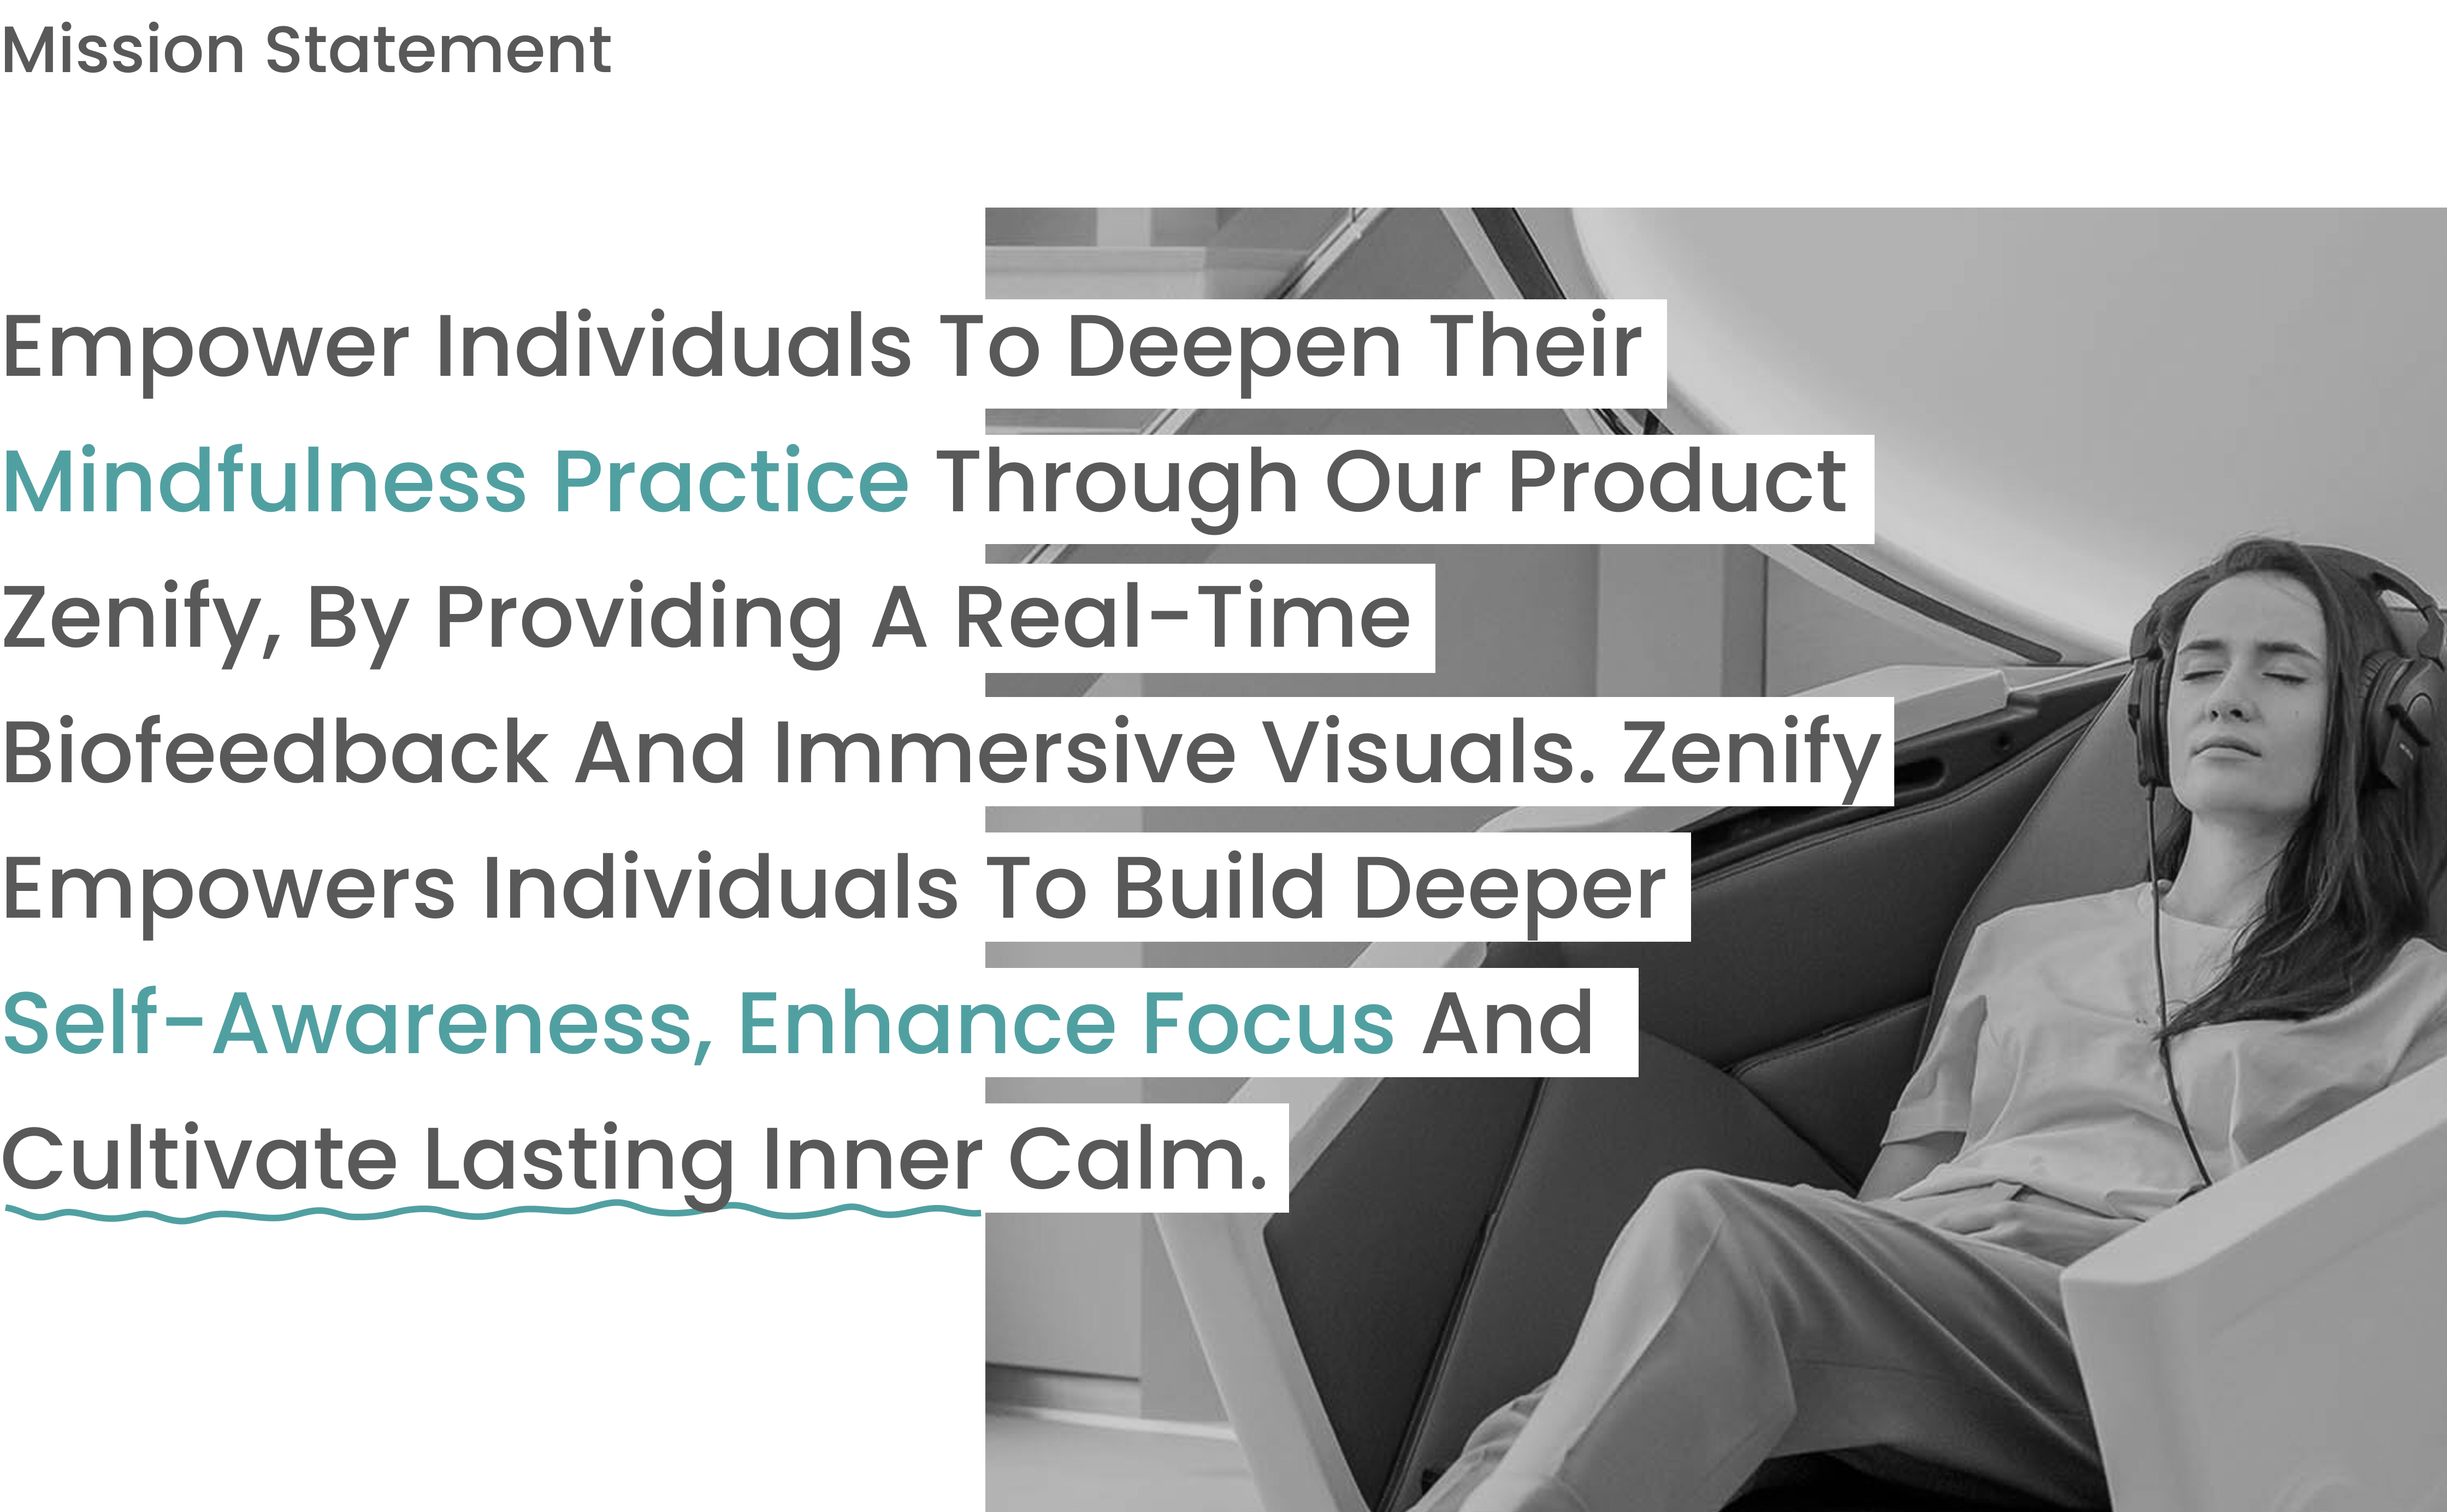 Mission Statement
Empower Individuals To Deepen Their
Mindfulness Practice Through Our Product
Zenify, By Providing A Real-Time
Biofeedback And Immersive Visuals. Zenify
Empowers Individuals To Build Deeper
Self-Awareness, Enhance Focus And
Cultivate Lasting Inner Calm.